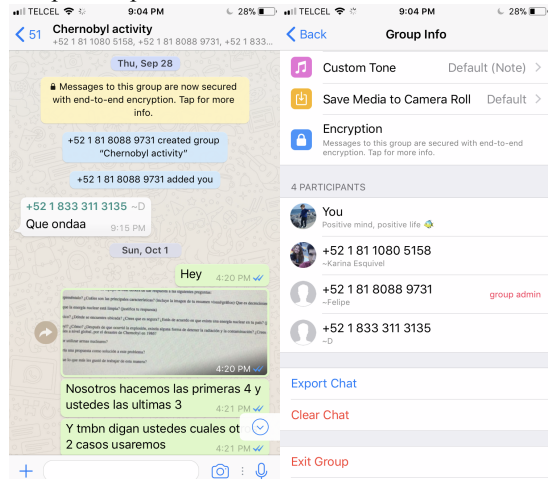 TELCEL 9:04 PM 28%
51 Chernobyl activity
+52 1 81 1080 5158, +52 1 81 8088 9731, +52 1 833...
Thu, Sep 28
Messages to this group are now secured
with end-to-end encryption. Tap for more
info.
+52 1 81 8088 9731 created group
“Chernobyl activity”
+52 1 81 8088 9731 added you
+52 1 833 311 3135 ~D
Que ondaa 9:15 PM
Sun, Oct 1
Hey 4:20 PM
4:20 PM
Nosotros hacemos las primeras 4 y
ustedes las ultimas 3 4:21 PM
Y tmbn digan ustedes cuales ot
2 casos usaremos 4:21 PM
TELCEL 9:04 PM 28%
Back Group Info
Custom Tone Default (Note)
Save Media to Camera Roll Default
Encryption
Messages to this group are secured with end-to-end
encryption. Tap for more info.
4 PARTICIPANTS
You
Positive mind, positive life
+52 1 81 1080 5158
~Karina Esquivel
+52 1 81 8088 9731 group admin
~Felipe
+52 1 833 311 3135
~D
Export Chat
Clear Chat
Exit Group